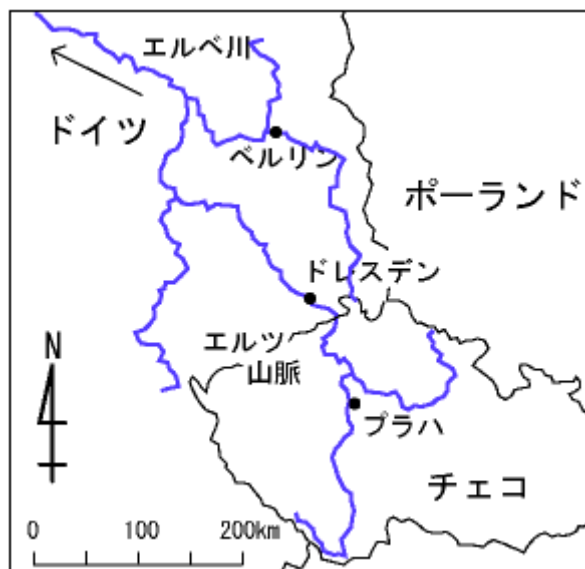 エルベ川
ドイツ
ベルリン
ポーランド
ドレスデン
エルツ
山脈
N
プラハ
チェコ
0 100 200km